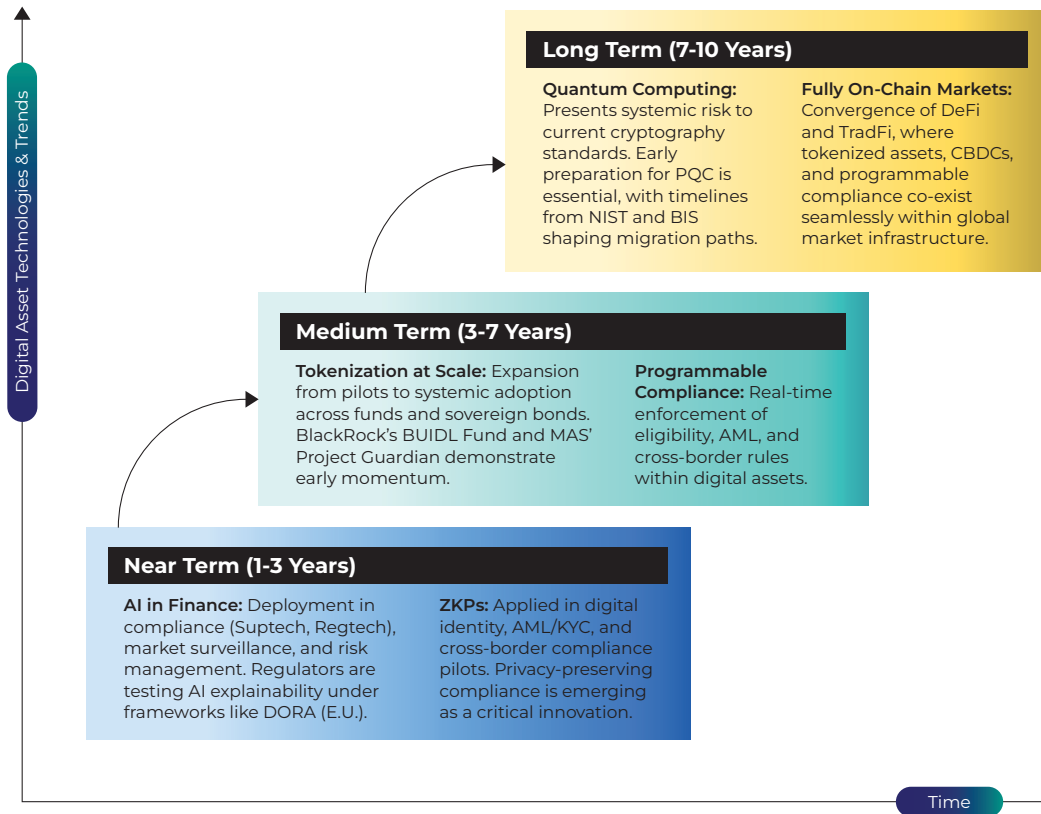 Digital Asset Technologies & Trends
Long Term (7-10 Years)
Quantum Computing:
Presents systemic risk to
current cryptography
standards. Early
preparation for PQC is
essential, with timelines
from NIST and BIS
shaping migration paths.
Fully On-Chain Markets:
Convergence of DeFi
and TradFi, where
tokenized assets, CBDCs,
and programmable
compliance co-exist
seamlessly within global
market infrastructure.
Medium Term (3-7 Years)
Tokenization at Scale: Expansion
from pilots to systemic adoption
across funds and sovereign bonds.
BlackRock's BUIDL Fund and MAS'
Project Guardian demonstrate
early momentum.
Programmable
Compliance: Real-time
enforcement of
eligibility, AML, and
cross-border rules
within digital assets.
Near Term (1-3 Years)
AI in Finance: Deployment in
compliance (Suptech, Regtech),
market surveillance, and risk
management. Regulators are
testing AI explainability under
frameworks like DORA (E.U.).
ZKPs: Applied in digital
identity, AML/KYC, and
cross-border compliance
pilots. Privacy-preserving
compliance is emerging
as a critical innovation.
Time